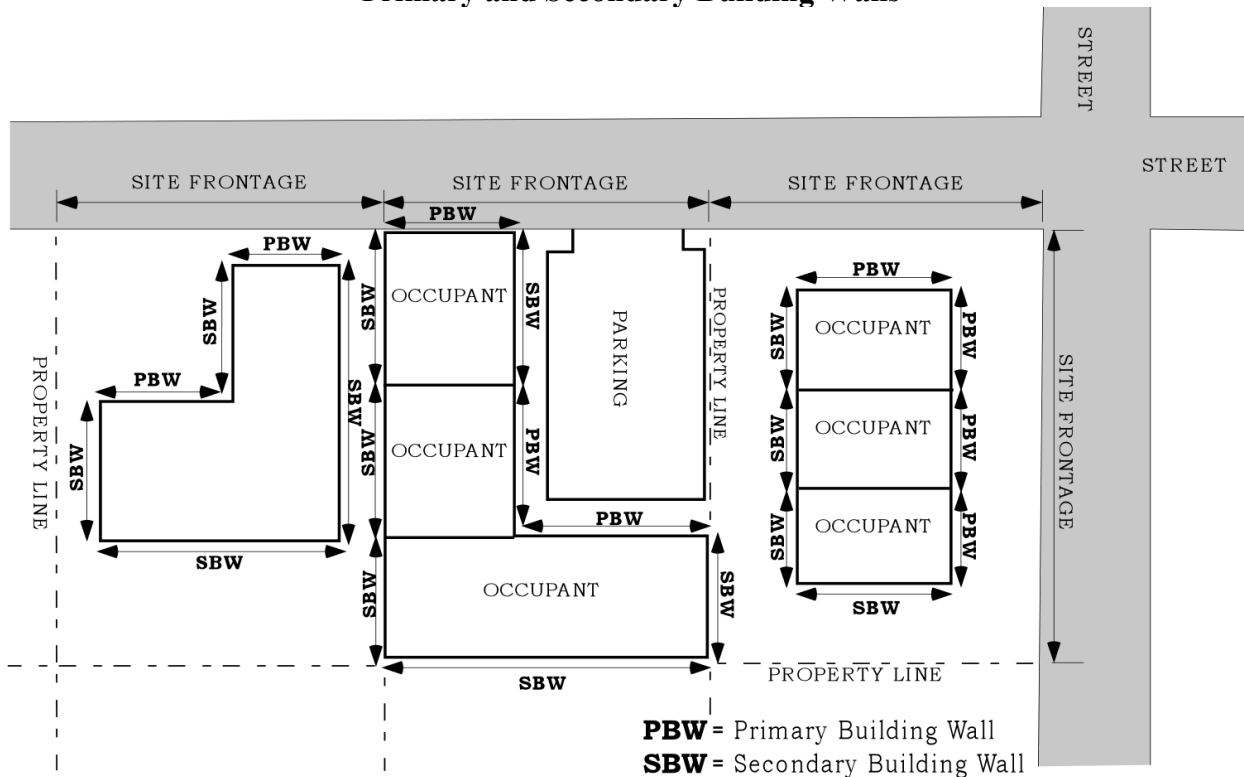 Primary and Secondary Building Walls
STREET
STREET
SITE FRONTAGE
SITE FRONTAGE
SITE FRONTAGE
PBW
PBW
SBW
PBW
SBW
SBW
SBW
PROPERTY LINE
SBW
OCCUPANT
SBW
SBW
OCCUPANT
PBW
PBW
SBW
OCCUPANT
SBW
SBW
PARKING
PROPERTY LINE
PBW
SBW
OCCUPANT
PBW
SBW
OCCUPANT
PBW
SBW
OCCUPANT
PBW
SBW
SITE FRONTAGE
PROPERTY LINE
PBW = Primary Building Wall
SBW = Secondary Building Wall